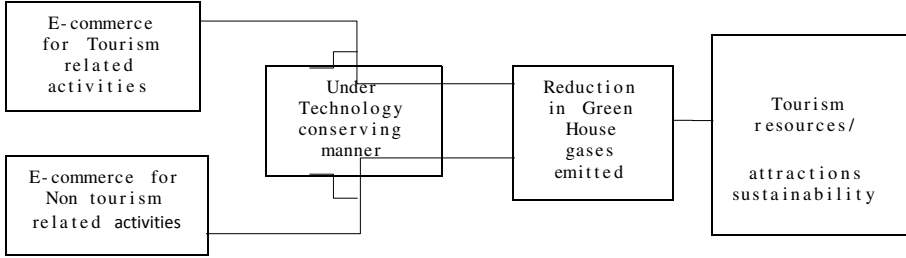 E-commerce
for Tourism
related
activities
E-commerce for
Non tourism
related activities
Under
Technology
conserving
manner
Reduction
in Green
House
gases
emitted
Tourism
resources/
attractions
sustainability